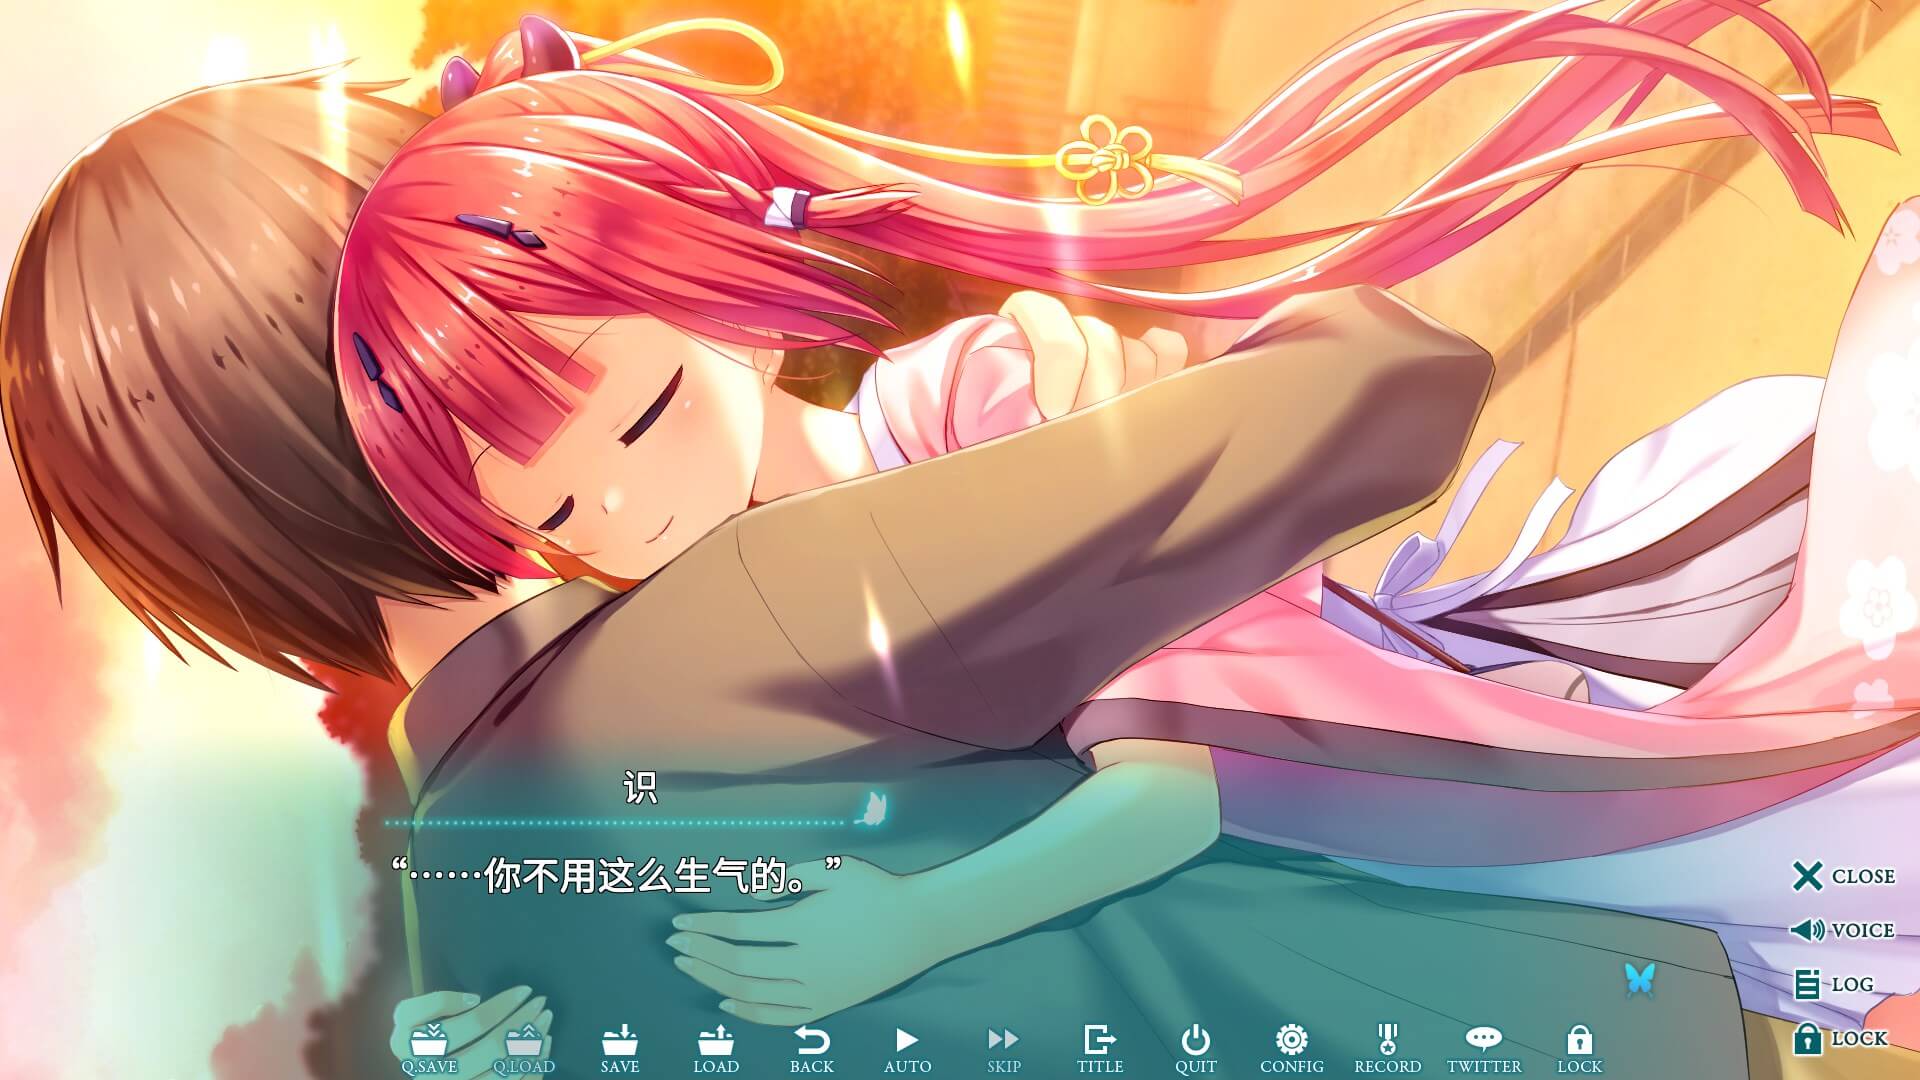 识
“……你不用这么生气的。”
CLOSE
VOICE
LOG
LOCK
Q.SAVE
Q.LOAD
SAVE
LOAD
BACK
AUTO
SKIP
TITLE
QUIT
CONFIG
RECORD
TWITTER
LOCK